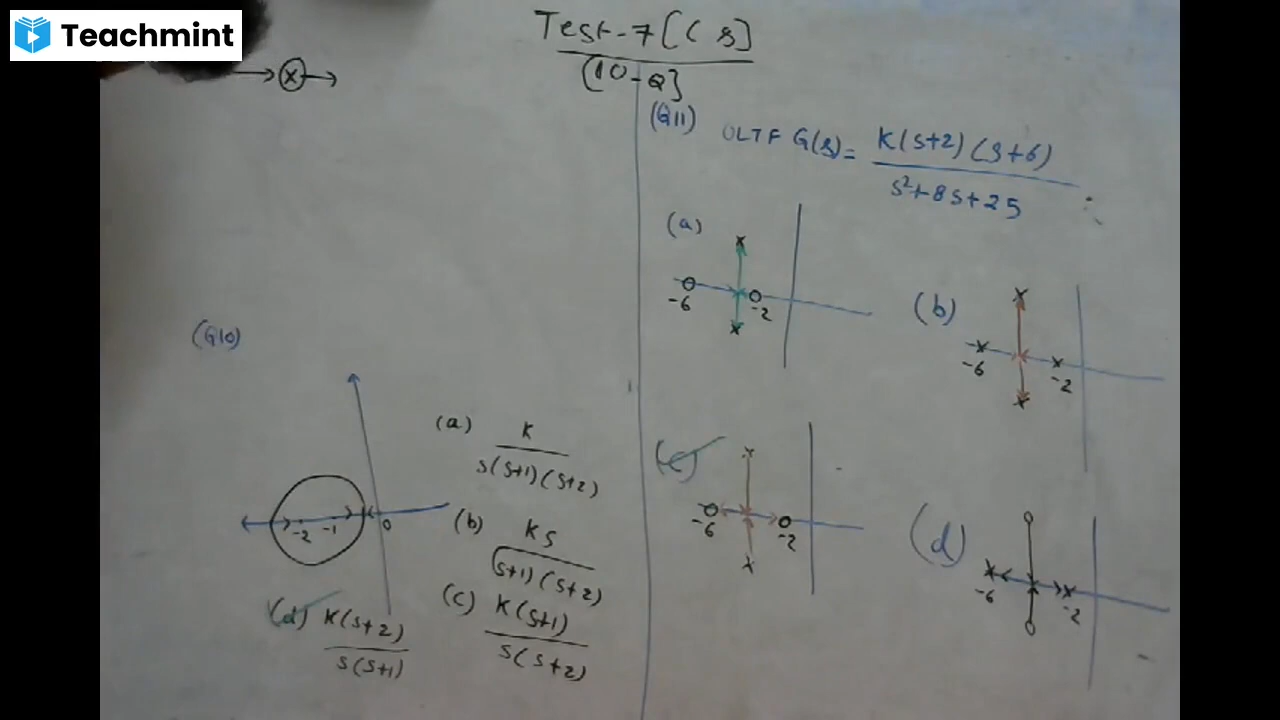 Teachmint
Test-7 [C s]
(10-Q]
(Q10)
-2 -1 0
(a) K
s(s+1)(s+2)
(b) Ks
(s+1)(s+2)
(c) K(s+1)
s(s+2)
(d) K(s+2)
s(s+1)
(Q11) OLTF G(s)= K(s+2)(s+6)
s²+8s+25
(a)
-6 -2
(b)
-6 -2
(c)
-6 -2
(d)
-6 -2